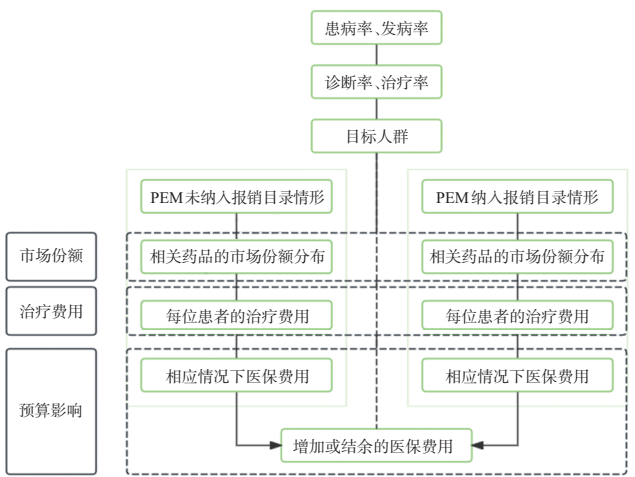 患病率、发病率
诊断率、治疗率
目标人群
PEM未纳入报销目录情形
PEM纳入报销目录情形
市场份额
相关药品的市场份额分布
相关药品的市场份额分布
治疗费用
每位患者的治疗费用
每位患者的治疗费用
预算影响
相应情况下医保费用
相应情况下医保费用
增加或结余的医保费用